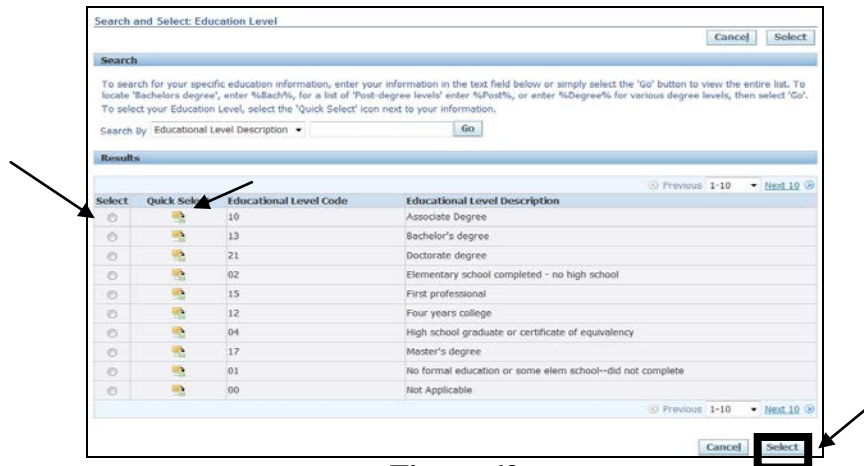 Search and Select: Education Level
Cancel Select
Search
To search for your specific education information, enter your information in the text field below or simply select the 'Go' button to view the entire list. To
locate 'Bachelors degree', enter %Bach%, for a list of 'Post-degree levels' enter %Post%, or enter %Degree% for various degree levels, then select 'Go'.
To select your Education Level, select the 'Quick Select' icon next to your information.
Search By Educational Level Description Go
Results
Previous 1-10 Next 10
Select Quick Sele Educational Level Code Educational Level Description
10 Associate Degree
13 Bachelor's degree
21 Doctorate degree
02 Elementary school completed - no high school
15 First professional
12 Four years college
04 High school graduate or certificate of equivalency
17 Master's degree
01 No formal education or some elem school--did not complete
00 Not Applicable
Previous 1-10 Next 10
Cancel Select